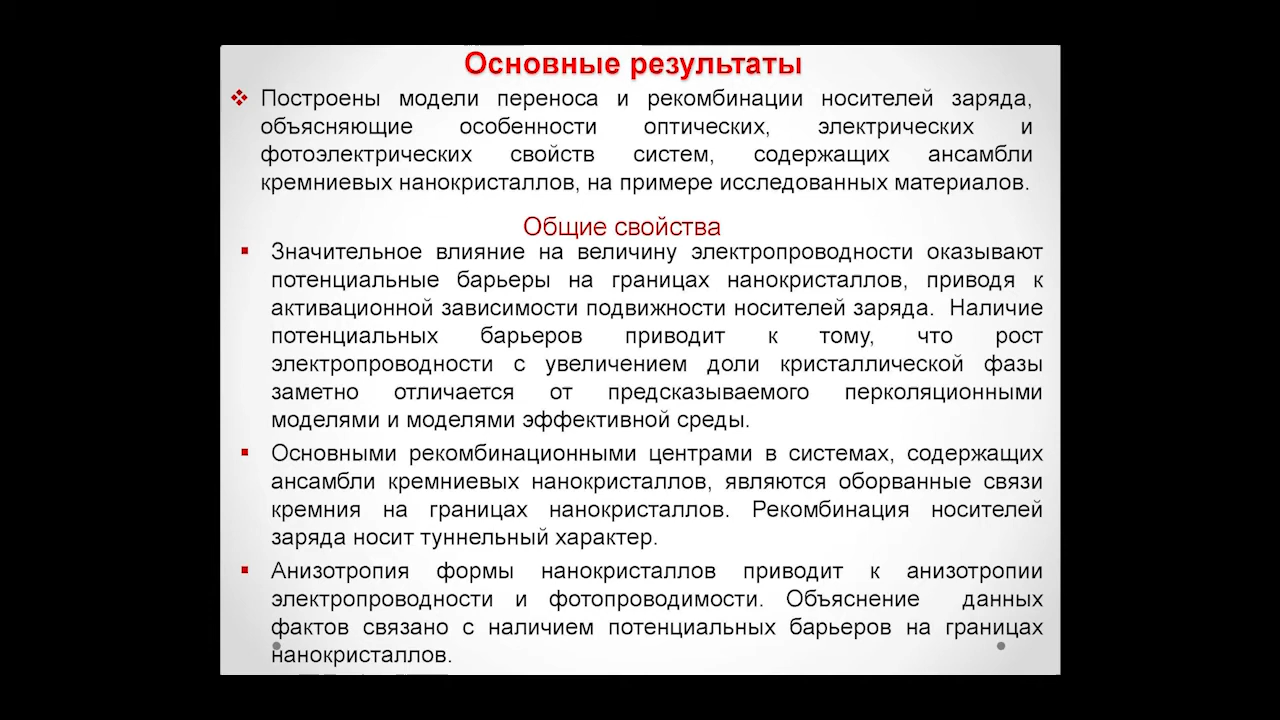 Основные результаты
Построены модели переноса и рекомбинации носителей заряда,
объясняющие особенности оптических, электрических и
фотоэлектрических свойств систем, содержащих ансамбли
кремниевых нанокристаллов, на примере исследованных материалов.
Общие свойства
Значительное влияние на величину электропроводности оказывают
потенциальные барьеры на границах нанокристаллов, приводя к
активационной зависимости подвижности носителей заряда. Наличие
потенциальных барьеров приводит к тому, что рост
электропроводности с увеличением доли кристаллической фазы
заметно отличается от предсказываемого перколяционными
моделями и моделями эффективной среды.
Основными рекомбинационными центрами в системах, содержащих
ансамбли кремниевых нанокристаллов, являются оборванные связи
кремния на границах нанокристаллов. Рекомбинация носителей
заряда носит туннельный характер.
Анизотропия формы нанокристаллов приводит к анизотропии
электропроводности и фотопроводимости. Объяснение данных
фактов связано с наличием потенциальных барьеров на границах
нанокристаллов.